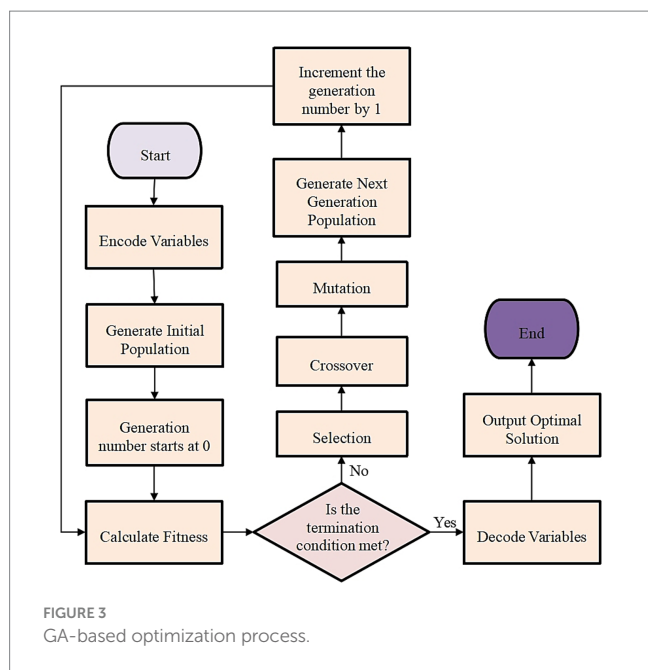 Start
Encode Variables
Generate Initial
Population
Generation
number starts at 0
Calculate Fitness
Is the
termination
condition met?
No
Selection
Crossover
Mutation
Generate Next
Generation
Population
Increment the
generation
number by 1
Yes
Decode Variables
Output Optimal
Solution
End
FIGURE 3
GA-based optimization process.